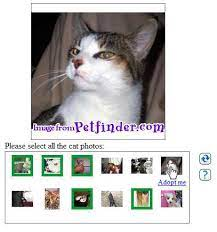 Image from Petfinder.com
Please select all the cat photos:
Adopt me
?